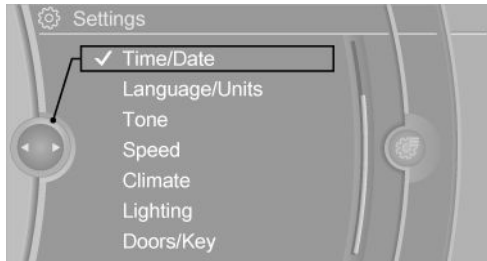 Settings
Time/Date
Language/Units
Tone
Speed
Climate
Lighting
Doors/Key